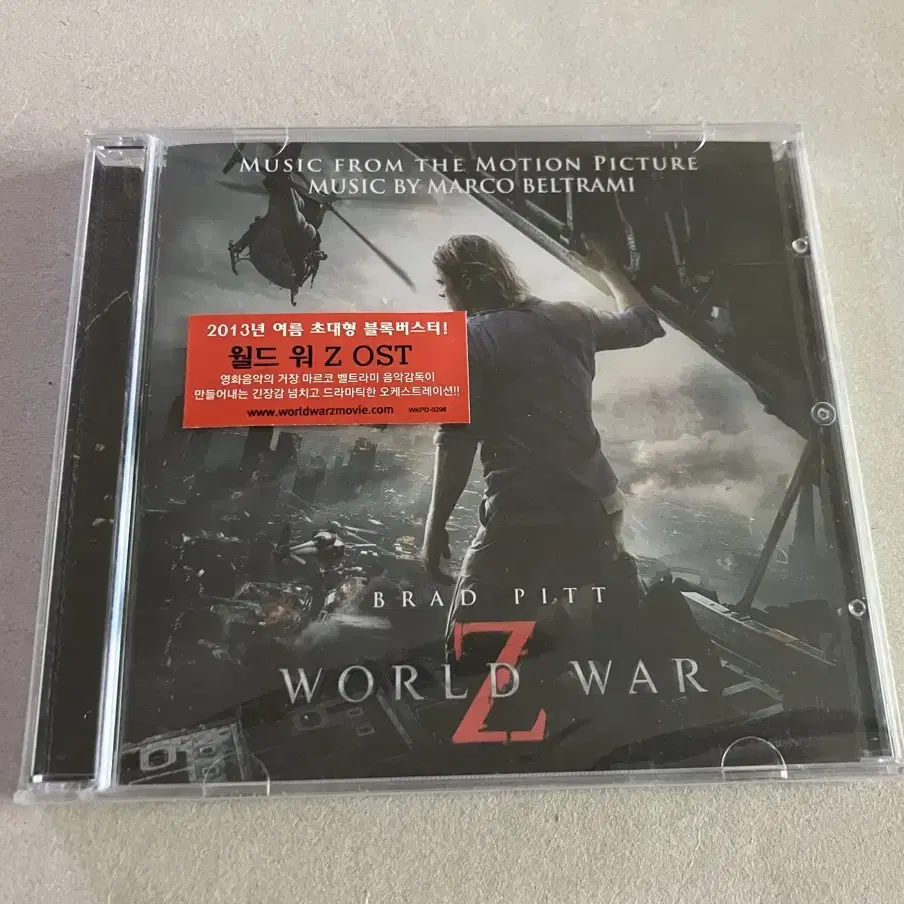 MUSIC FROM THE MOTION PICTURE
MUSIC BY MARCO BELTRAMI
2013년 여름 초대형 블록버스터!
월드 워 Z OST
영화음악의 거장 마르코 벨트라미 음악감독이
만들어내는 긴장감 넘치고 드라마틱한 오케스트레이션!!
www.worldwarzmovie.com WKPD-0298
BRAD PITT
WORLD WAR Z